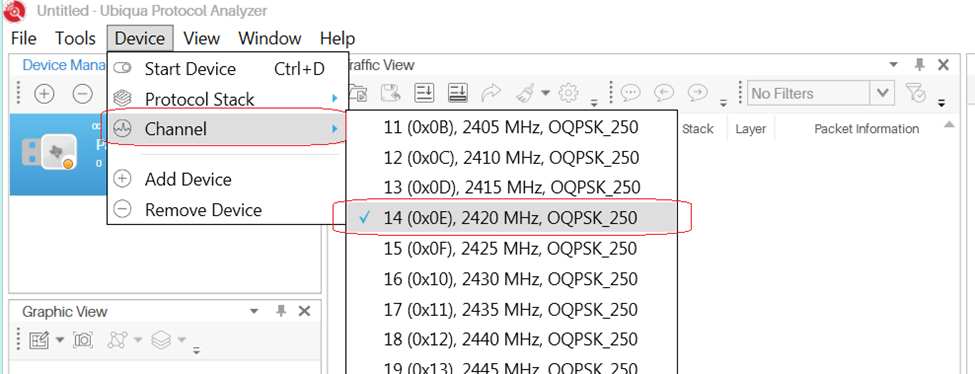 Untitled - Ubiqua Protocol Analyzer
File Tools Device View Window Help
Device Mana
Start Device Ctrl+D
Protocol Stack
Channel
Add Device
Remove Device
raffic View
No Filters
Stack Layer Packet Information
11 (0x0B), 2405 MHz, OQPSK_250
12 (0x0C), 2410 MHz, OQPSK_250
13 (0x0D), 2415 MHz, OQPSK_250
14 (0x0E), 2420 MHz, OQPSK_250
15 (0x0F), 2425 MHz, OQPSK_250
16 (0x10), 2430 MHz, OQPSK_250
17 (0x11), 2435 MHz, OQPSK_250
18 (0x12), 2440 MHz, OQPSK_250
19 (0x13), 2445 MHz, OQPSK_250
Graphic View